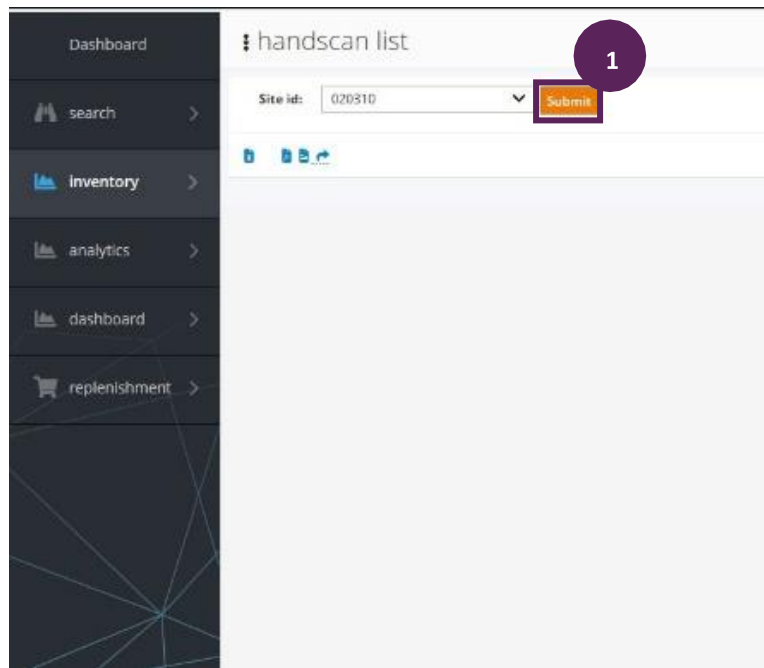 Dashboard
handscan list
1
Site id: 020310 Submit
search
inventory
analytics
dashboard
replenishment